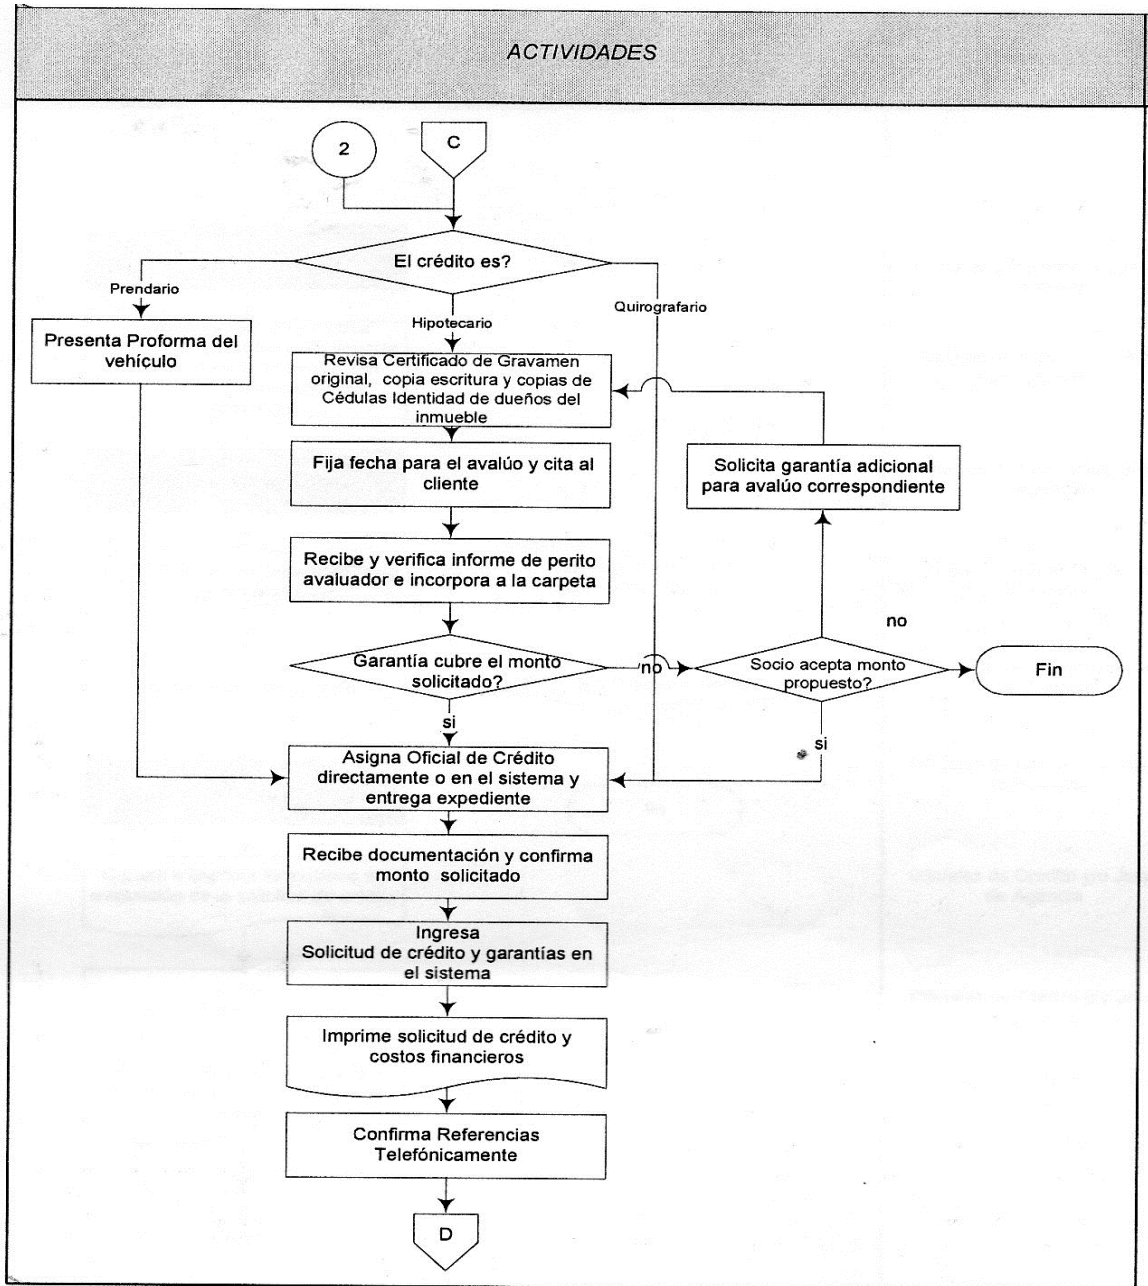 ACTIVIDADES
2
C
El crédito es?
Prendario
Hipotecario
Quirografario
Presenta Proforma del
vehículo
Revisa Certificado de Gravamen
original, copia escritura y copias de
Cédulas Identidad de dueños del
inmueble
Fija fecha para el avalúo y cita al
cliente
Solicita garantía adicional
para avalúo correspondiente
Recibe y verifica informe de perito
avaluador e incorpora a la carpeta
no
Garantía cubre el monto
solicitado?
no
Socio acepta monto
propuesto?
Fin
si
si
Asigna Oficial de Crédito
directamente o en el sistema y
entrega expediente
Recibe documentación y confirma
monto solicitado
Ingresa
Solicitud de crédito y garantías en
el sistema
Imprime solicitud de crédito y
costos financieros
Confirma Referencias
Telefónicamente
D